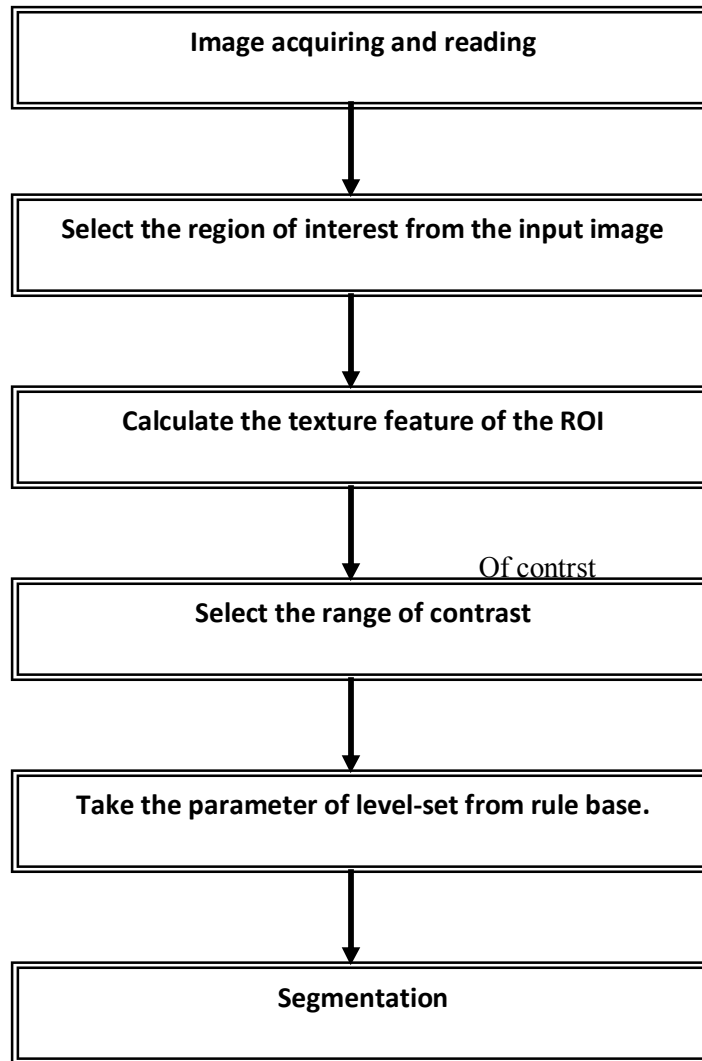 Image acquiring and reading
Select the region of interest from the input image
Calculate the texture feature of the ROI
Of contrst
Select the range of contrast
Take the parameter of level-set from rule base.
Segmentation